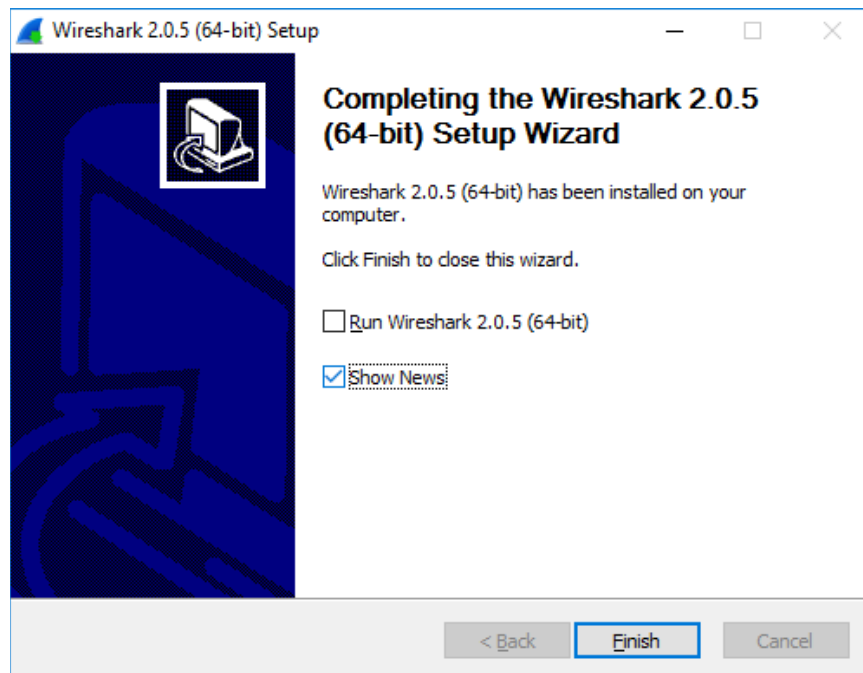 Wireshark 2.0.5 (64-bit) Setup
Completing the Wireshark 2.0.5
(64-bit) Setup Wizard
Wireshark 2.0.5 (64-bit) has been installed on your
computer.
Click Finish to close this wizard.
Run Wireshark 2.0.5 (64-bit)
Show News
< Back
Finish
Cancel